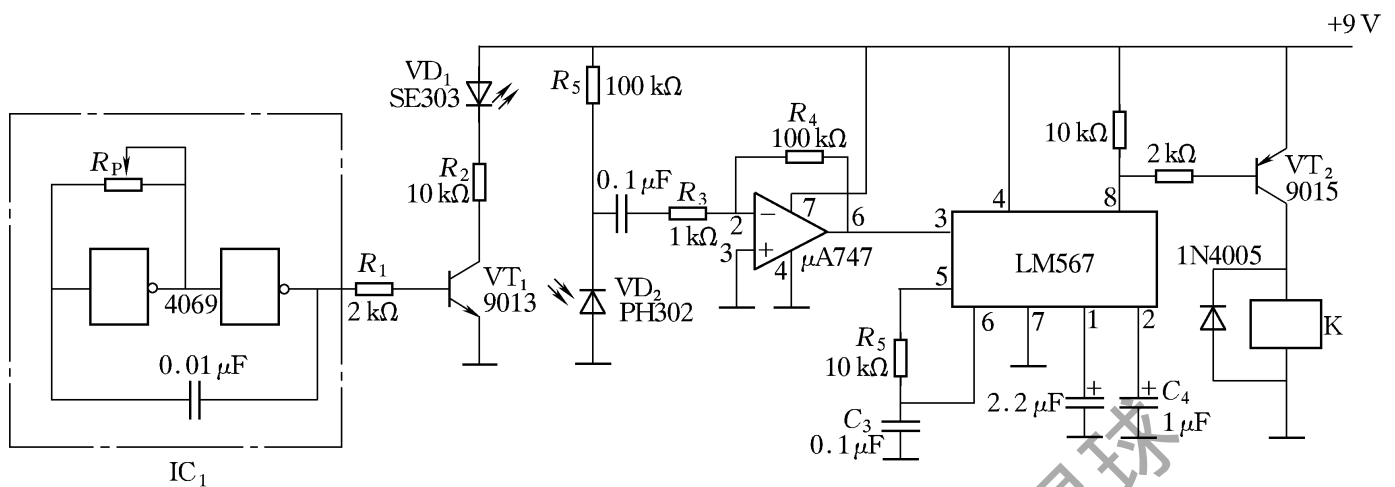 +9 V
VD1
SE303
R5
100 kΩ
RP
R2
10 kΩ
R4
100 kΩ
10 kΩ
2 kΩ
VT2
9015
0.1 μF
R3
1 kΩ
2
3
7
6
4
−
+
μA747
3
4
8
5
LM567
6
7
1
2
1N4005
K
4069
R1
2 kΩ
VT1
9013
VD2
PH302
0.01 μF
R5
10 kΩ
C3
0.1 μF
2.2 μF
+
+
C4
1 μF
IC1
球